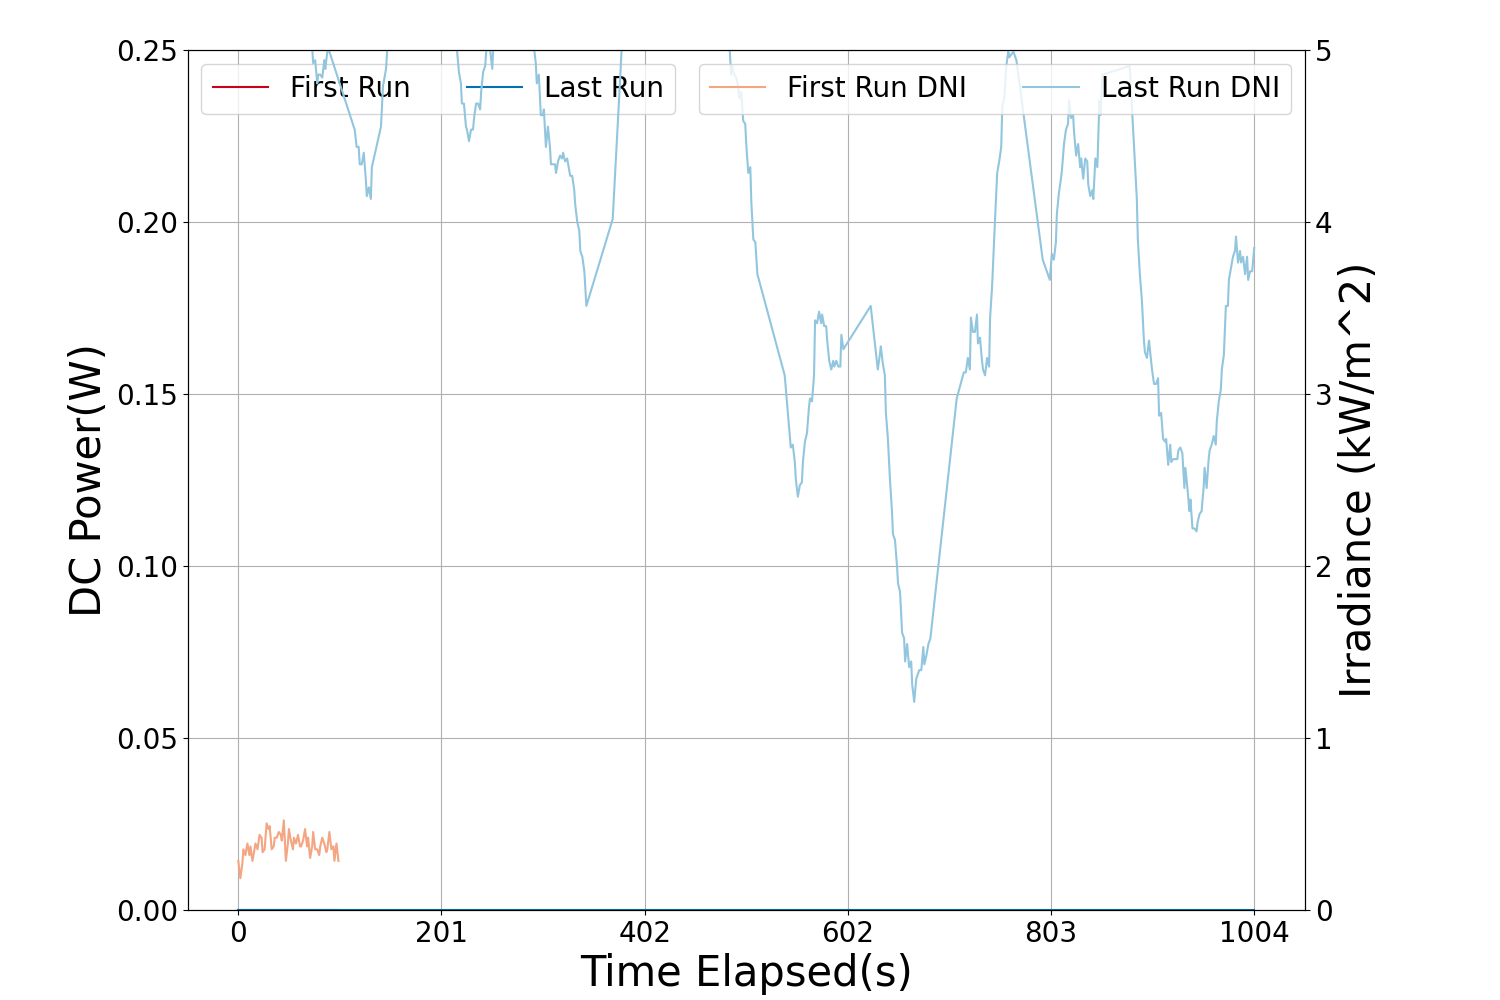 First Run Last Run First Run DNI Last Run DNI
0.25
0.20
0.15
0.10
0.05
0.00
DC Power(W)
5
4
3
2
1
0
Irradiance (kW/m^2)
0 201 402 602 803 1004
Time Elapsed(s)